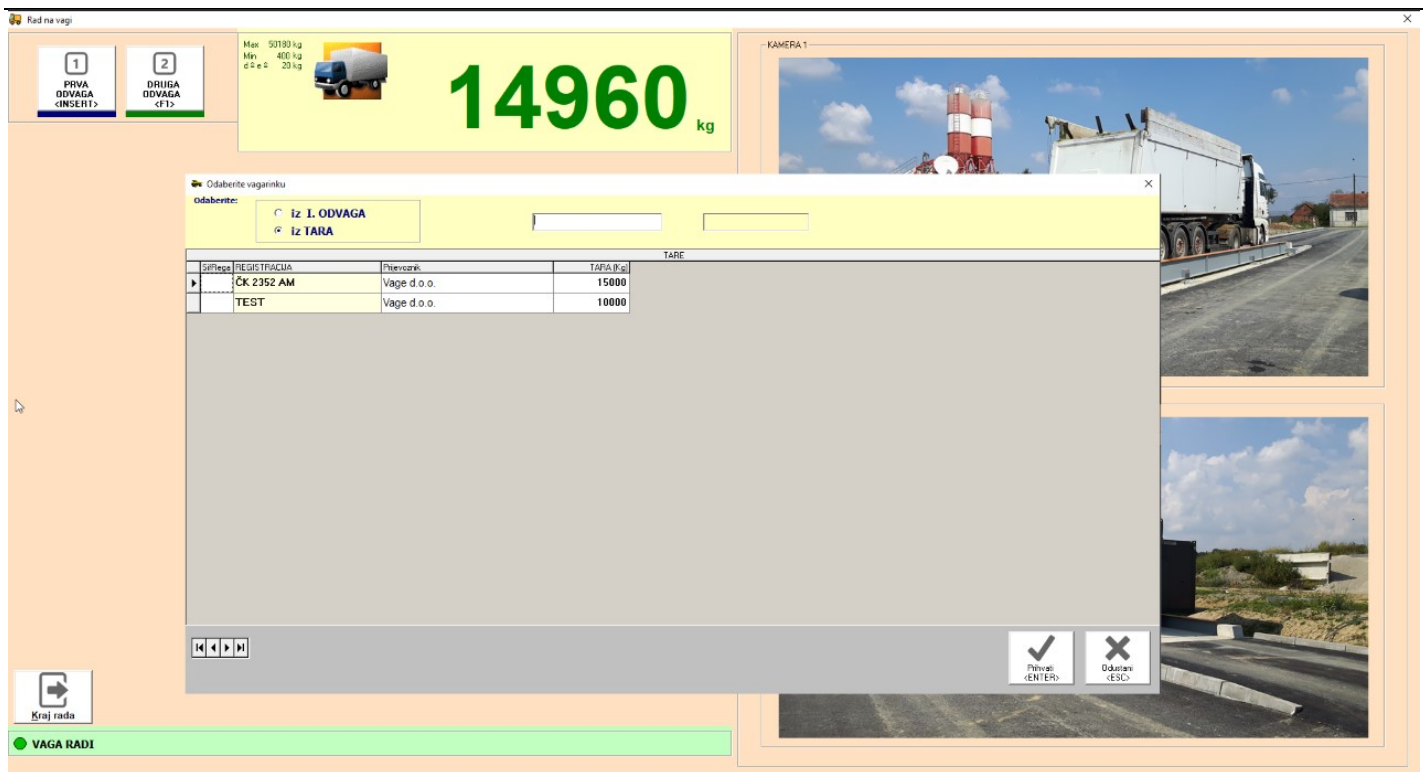 Rad na vagi
1
PRVA
ODVAGA
<INSERT>
2
DRUGA
ODVAGA
<F1>
Max 50180 kg
Min 400 kg
d = e = 20 kg
14960 kg
KAMERA 1
Odaberite vagarinku
Odaberite:
iz I. ODVAGA
iz TARA
TARE
SifRega REGISTRACIJA Prijevoznik TARA (Kg)
ČK 2352 AM Vage d.o.o. 15000
TEST Vage d.o.o. 10000
Prihvati
<ENTER>
Odustani
<ESC>
Kraj rada
VAGA RADI